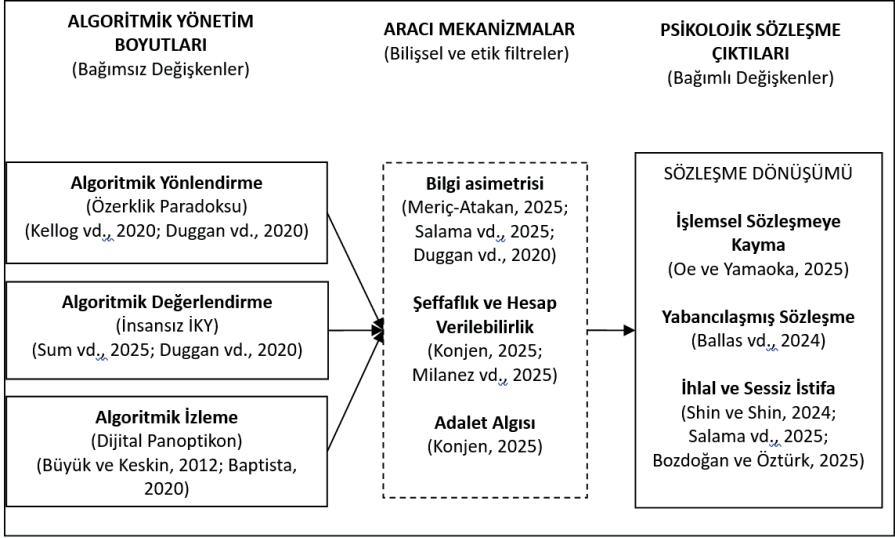 ALGORİTMİK YÖNETİM
BOYUTLARI
(Bağımsız Değişkenler)
ARACI MEKANİZMALAR
(Bilişsel ve etik filtreler)
PSİKOLOJİK SÖZLEŞME
ÇIKTILARI
(Bağımlı Değişkenler)
Algoritmik Yönlendirme
(Özerklik Paradoksu)
(Kellog vd., 2020; Duggan vd., 2020)
Algoritmik Değerlendirme
(İnsansız İKY)
(Sum vd., 2025; Duggan vd., 2020)
Algoritmik İzleme
(Dijital Panoptikon)
(Büyük ve Keskin, 2012; Baptista,
2020)
Bilgi asimetrisi
(Meriç-Atakan, 2025;
Salama vd., 2025;
Duggan vd., 2020)
Şeffaflık ve Hesap
Verilebilirlik
(Konjen, 2025;
Milanez vd., 2025)
Adalet Algısı
(Konjen, 2025)
SÖZLEŞME DÖNÜŞÜMÜ
İşlemsel Sözleşmeye
Kayma
(Oe ve Yamaoka, 2025)
Yabancılaşmış Sözleşme
(Ballas vd., 2024)
İhlal ve Sessiz İstifa
(Shin ve Shin, 2024;
Salama vd., 2025;
Bozdoğan ve Öztürk, 2025)